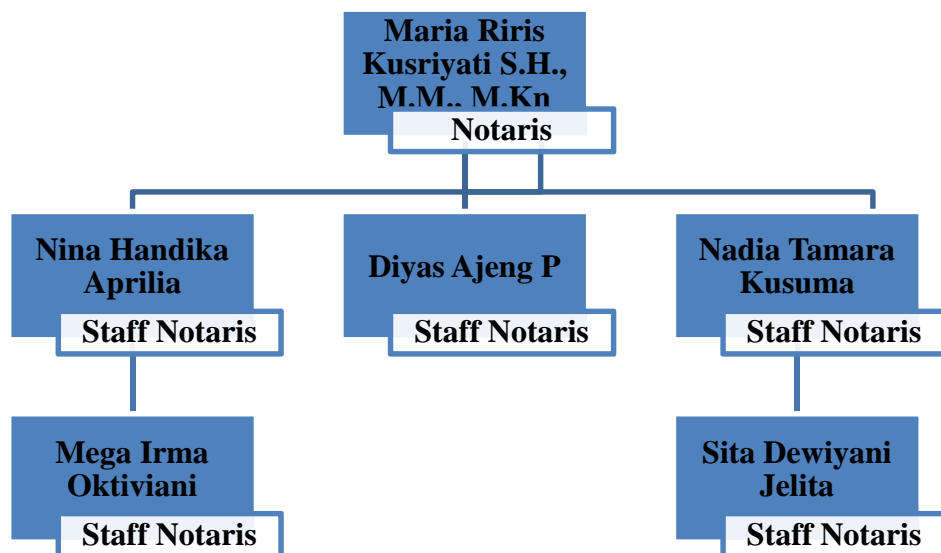 Maria Riris
Kusriyati S.H.,
M.M., M.Kn
Notaris
Nina Handika
Aprilia
Staff Notaris
Diyas Ajeng P
Staff Notaris
Nadia Tamara
Kusuma
Staff Notaris
Mega Irma
Oktiviani
Staff Notaris
Sita Dewiyani
Jelita
Staff Notaris